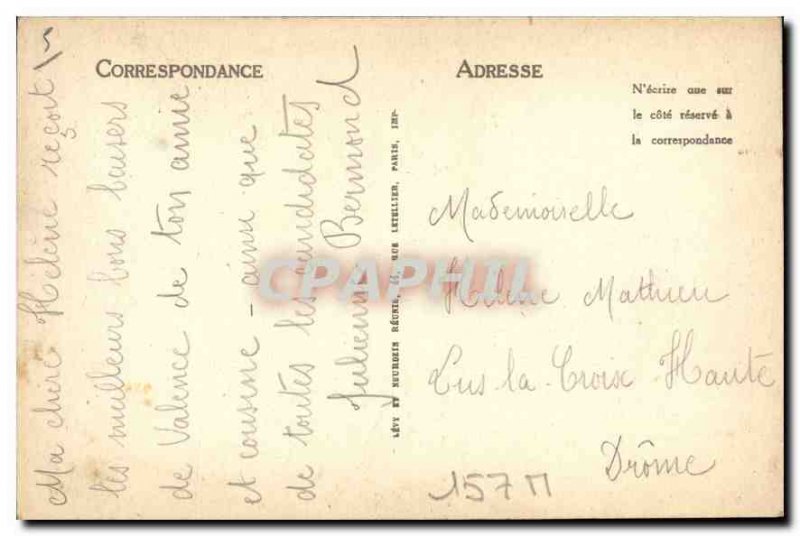 CORRESPONDANCE
Ma chère Hélène reçoit
les meilleurs bons baisers
de Valence de ton amie
et cousine - ainsi que
de toutes les candidates
Julienne Bermond
LÉVY ET NEURDEIN RÉUNIS, 44, RUE LETELLIER, PARIS, IMP.
ADRESSE
N'écrire que sur
le côté réservé à
la correspondance
Mademoiselle
Hélène Mathieu
Lus-la-Croix-Haute
Drôme
157
CPAPHIL